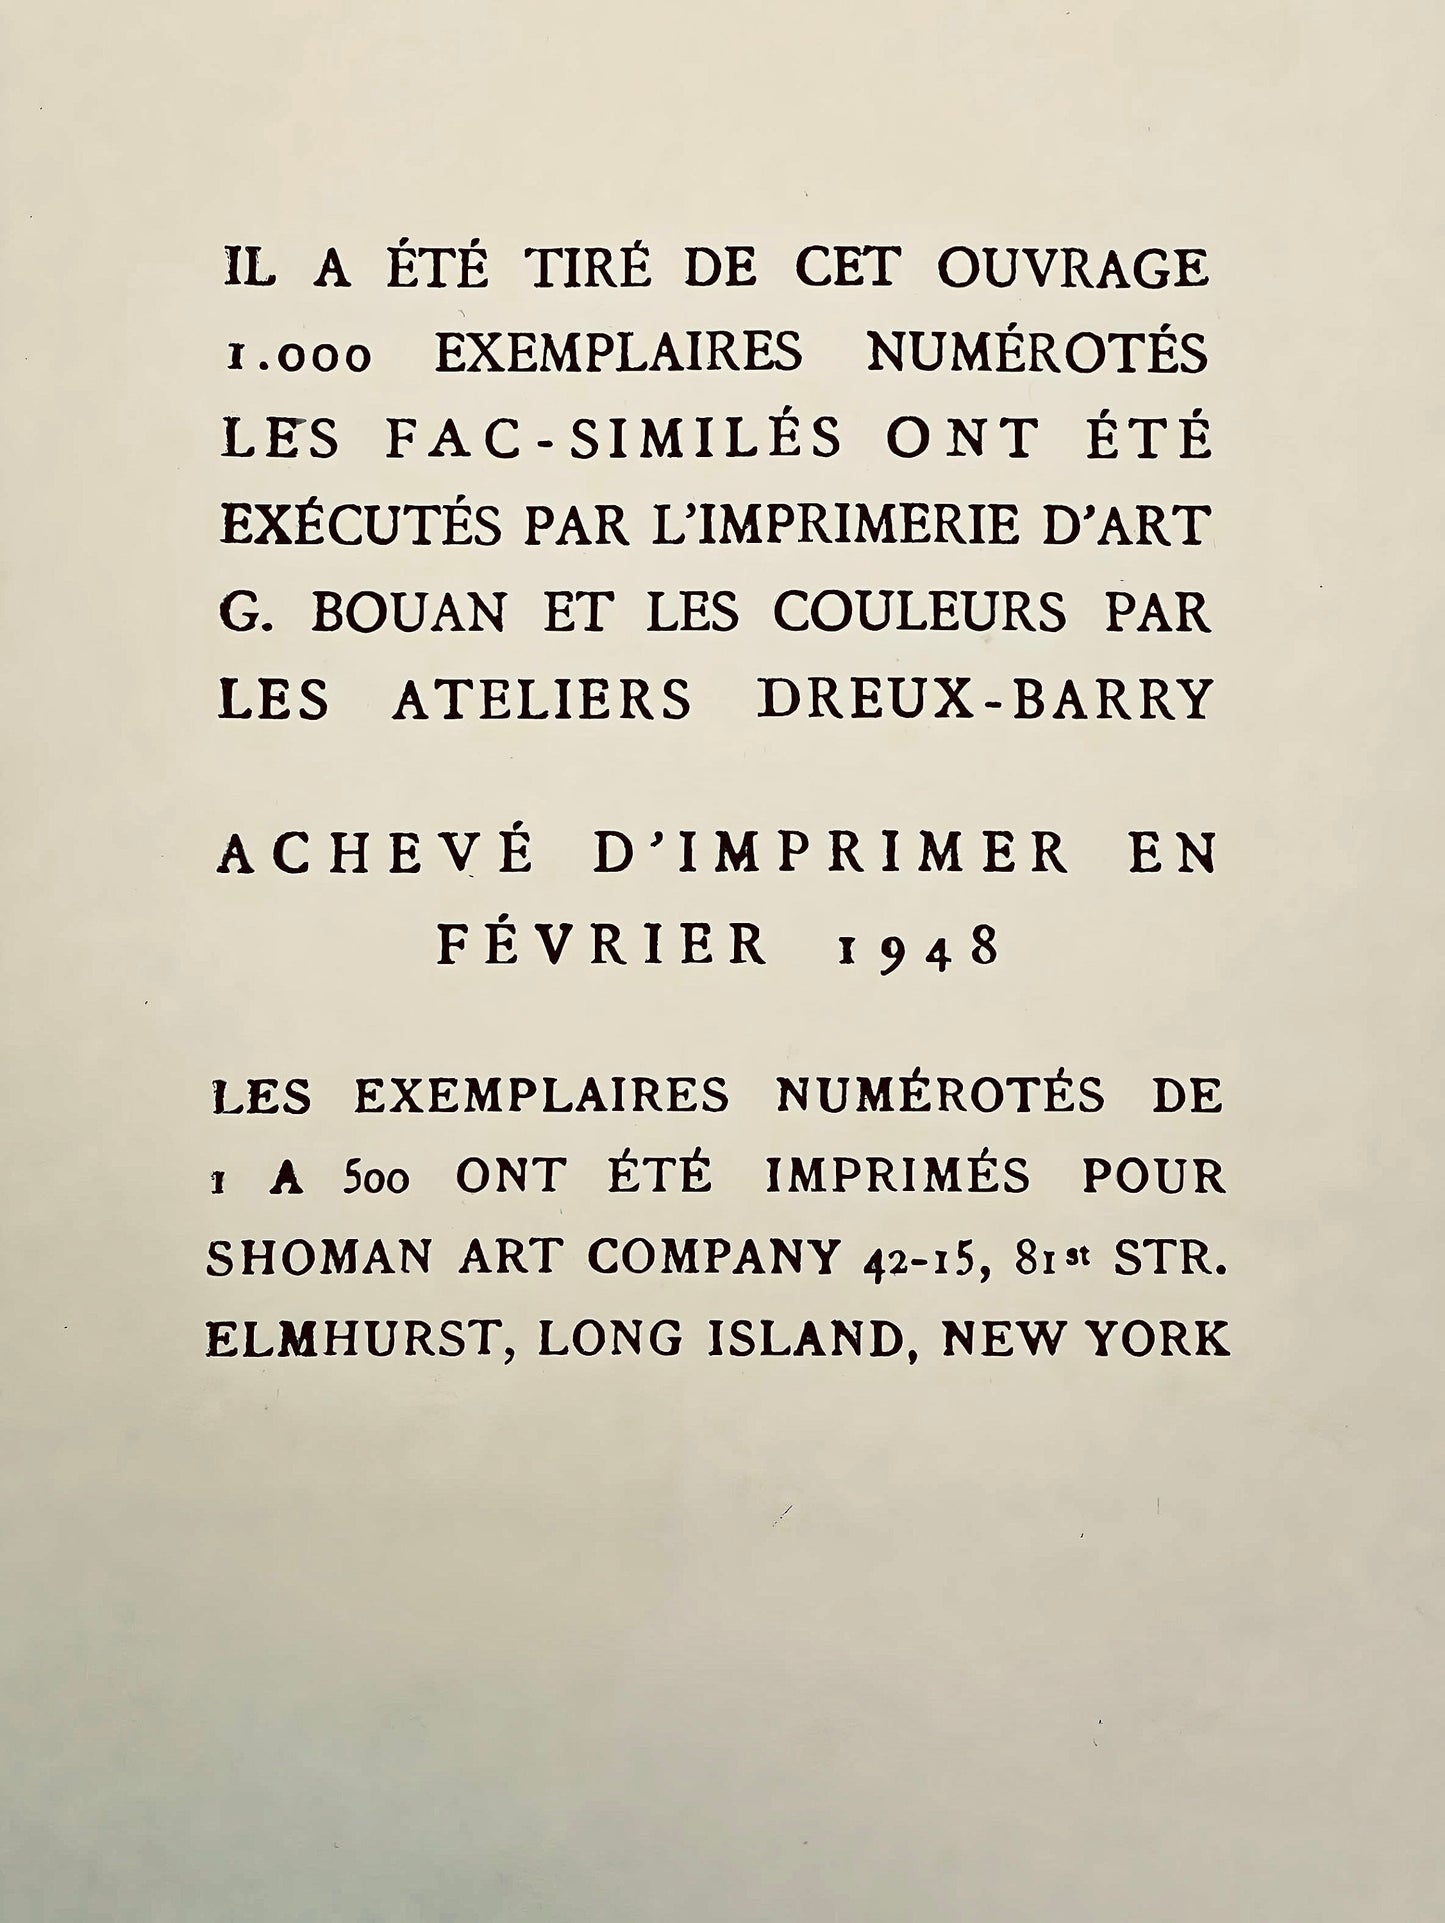 IL A ÉTÉ TIRÉ DE CET OUVRAGE
1.000 EXEMPLAIRES NUMÉROTÉS
LES FAC-SIMILÉS ONT ÉTÉ
EXÉCUTÉS PAR L'IMPRIMERIE D'ART
G. BOUAN ET LES COULEURS PAR
LES ATELIERS DREUX-BARRY
ACHEVÉ D'IMPRIMER EN
FÉVRIER 1948
LES EXEMPLAIRES NUMÉROTÉS DE
1 A 500 ONT ÉTÉ IMPRIMÉS POUR
SHOMAN ART COMPANY 42-15, 81st STR.
ELMHURST, LONG ISLAND, NEW YORK